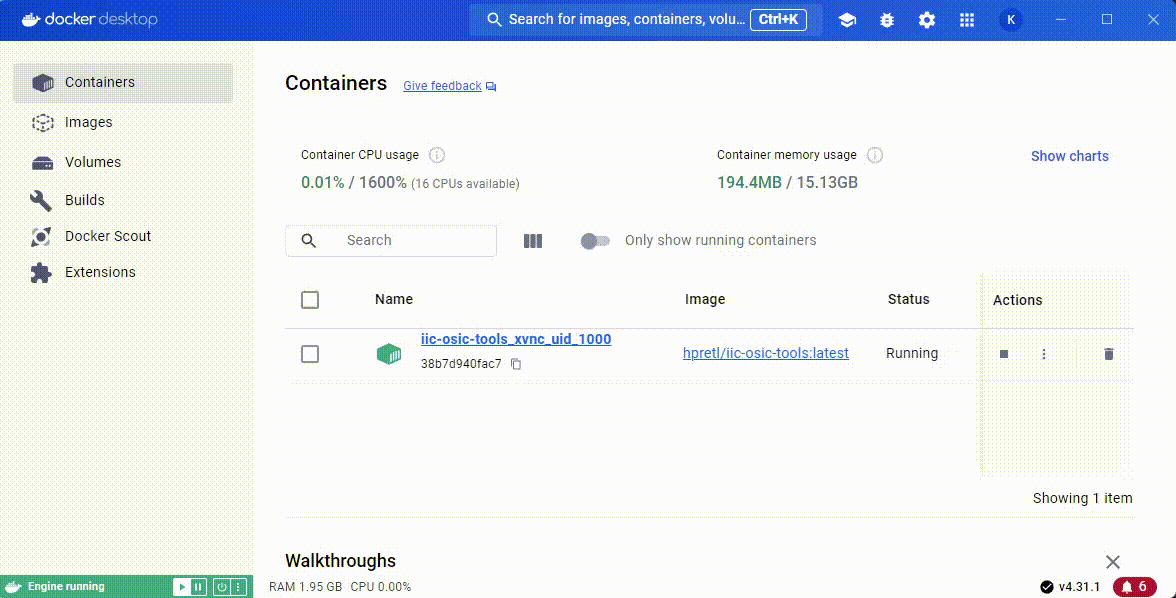 docker desktop
Search for images, containers, volu... Ctrl+K
K
Containers
Images
Volumes
Builds
Docker Scout
Extensions
Containers Give feedback
Container CPU usage
0.01% / 1600% (16 CPUs available)
Container memory usage
194.4MB / 15.13GB
Show charts
Search
Only show running containers
Name Image Status Actions
iic-osic-tools_xvnc_uid_1000
38b7d940fac7
hpretl/iic-osic-tools:latest Running
Showing 1 item
Walkthroughs
Engine running
RAM 1.95 GB CPU 0.00%
v4.31.1
6